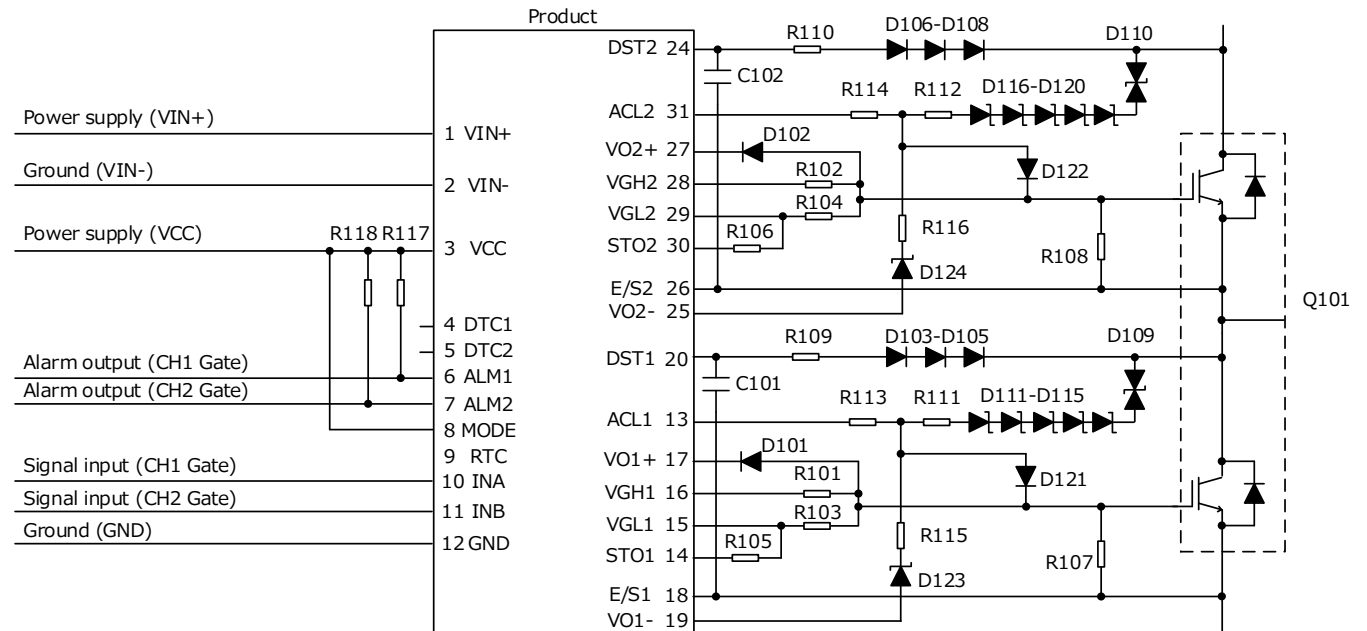 Product
Power supply (VIN+)
Ground (VIN-)
Power supply (VCC)
R118 R117
Alarm output (CH1 Gate)
Alarm output (CH2 Gate)
Signal input (CH1 Gate)
Signal input (CH2 Gate)
Ground (GND)
1 VIN+
2 VIN-
3 VCC
4 DTC1
5 DTC2
6 ALM1
7 ALM2
8 MODE
9 RTC
10 INA
11 INB
12 GND
DST2 24
ACL2 31
VO2+ 27
VGH2 28
VGL2 29
STO2 30
E/S2 26
VO2- 25
DST1 20
ACL1 13
VO1+ 17
VGH1 16
VGL1 15
STO1 14
E/S1 18
VO1- 19
R110
D106-D108
D110
C102
R114
R112
D116-D120
D102
R102
D122
R104
R106
R116
R108
D124
Q101
R109
D103-D105
D109
C101
R113
R111
D111-D115
D101
R101
D121
R103
R105
R115
R107
D123